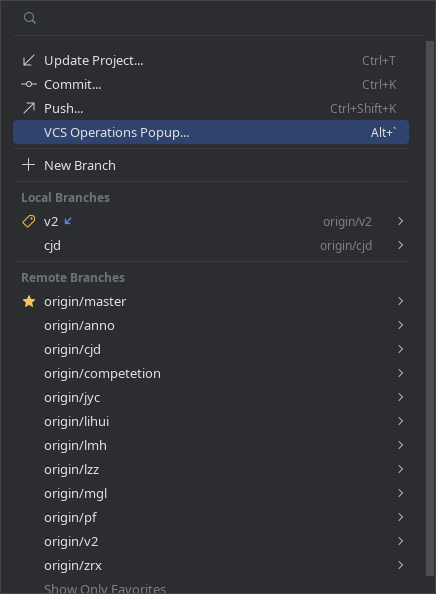 Update Project... Ctrl+T
Commit... Ctrl+K
Push... Ctrl+Shift+K
VCS Operations Popup... Alt+`
New Branch
Local Branches
v2 origin/v2
cjd origin/cjd
Remote Branches
origin/master
origin/anno
origin/cjd
origin/competetion
origin/jyc
origin/lihui
origin/lmh
origin/lzz
origin/mgl
origin/pf
origin/v2
origin/zrx
Show Only Favorites